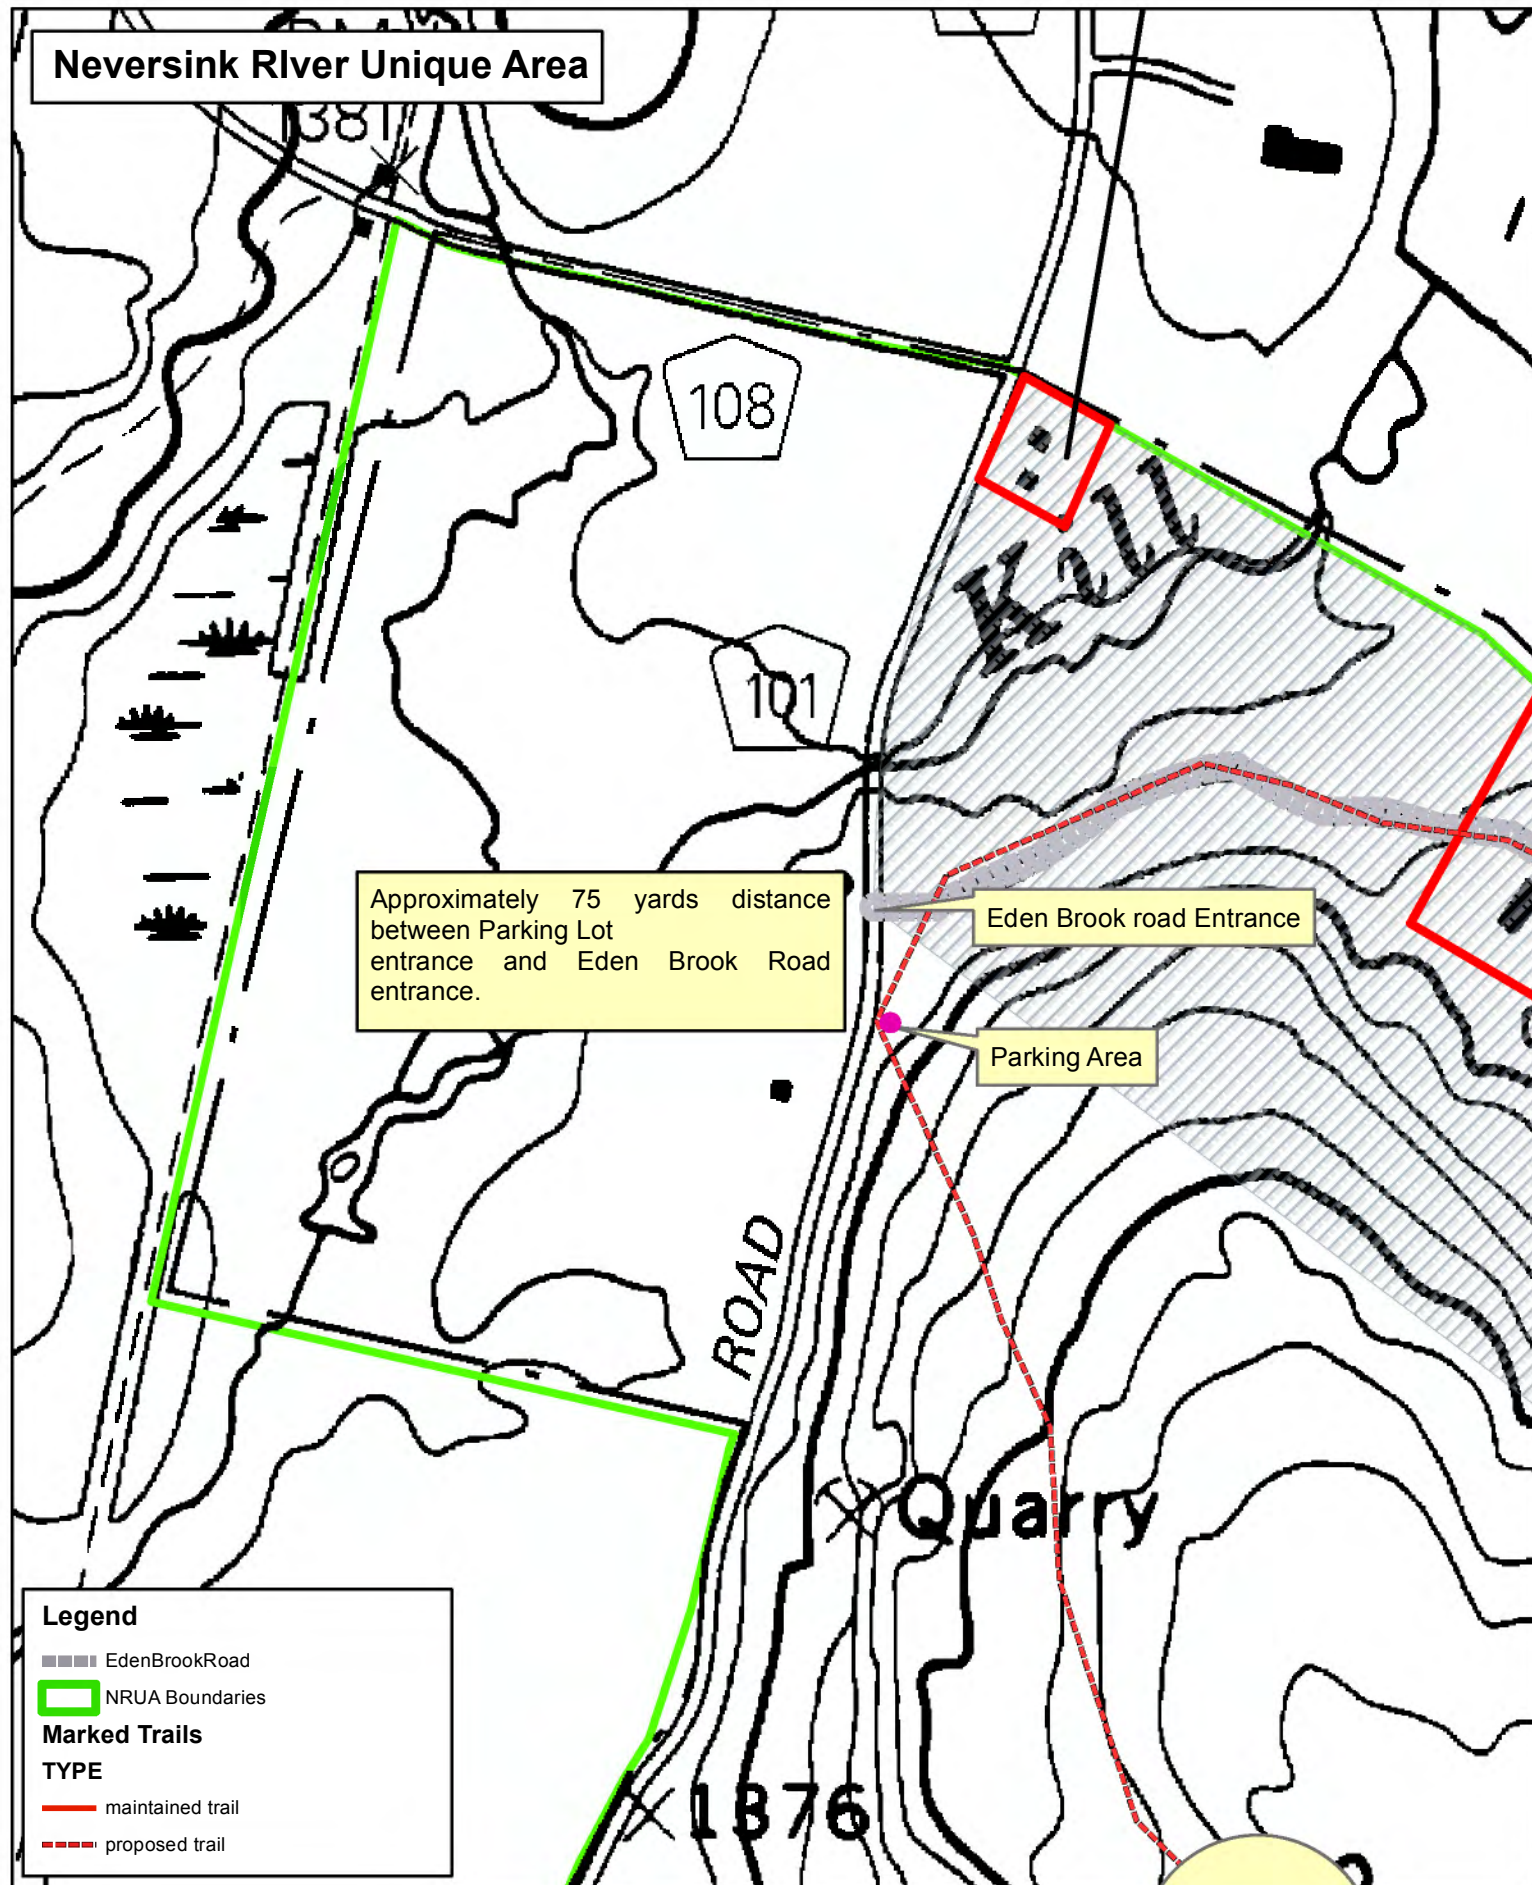 Neversink RIver Unique Area
1381
108
Kill
101
Approximately 75 yards distance
between Parking Lot
entrance and Eden Brook Road
entrance.
Eden Brook road Entrance
Parking Area
ROAD
Quarry
1376
Legend
EdenBrookRoad
NRUA Boundaries
Marked Trails
TYPE
maintained trail
proposed trail